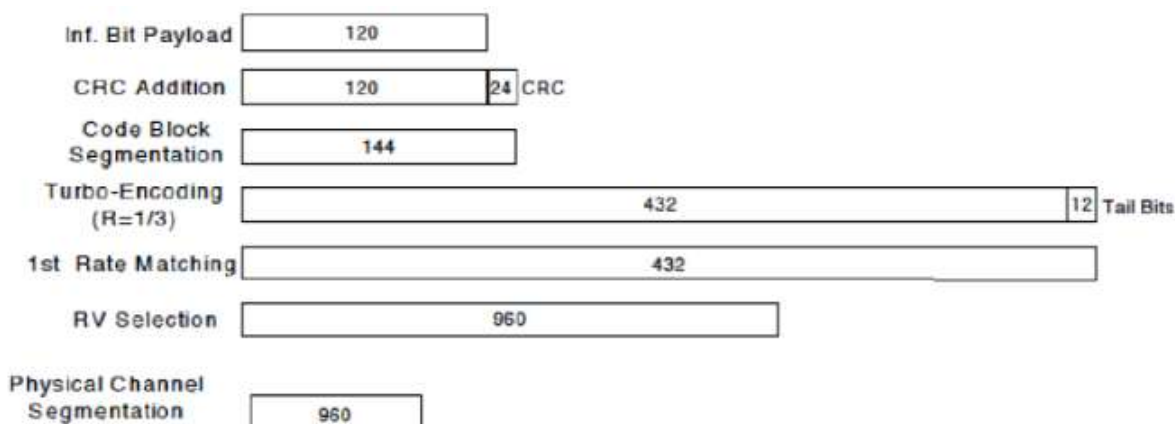 Inf. Bit Payload 120
CRC Addition 120 24 CRC
Code Block
Segmentation 144
Turbo-Encoding
(R=1/3) 432 12 Tail Bits
1st Rate Matching 432
RV Selection 960
Physical Channel
Segmentation 960